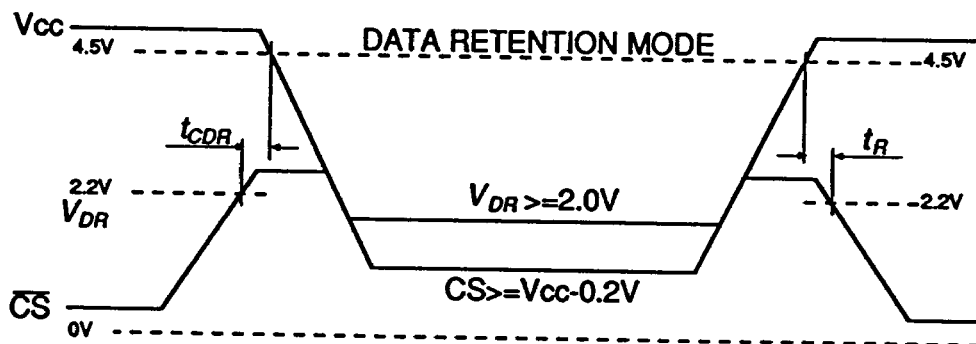 Vcc
4.5V
DATA RETENTION MODE
4.5V
tCDR
tR
2.2V
VDR
VDR >=2.0V
2.2V
CS>=Vcc-0.2V
CS
0V